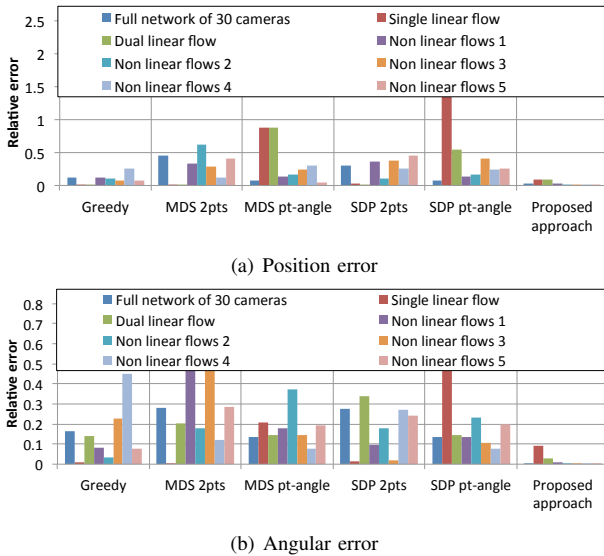 2.5
2
1.5
1
0.5
0
Relative error
Full network of 30 cameras
Single linear flow
Dual linear flow
Non linear flows 1
Non linear flows 2
Non linear flows 3
Non linear flows 4
Non linear flows 5
Greedy
MDS 2pts
MDS pt-angle
SDP 2pts
SDP pt-angle
Proposed
approach
(a) Position error
0.8
0.7
0.6
0.5
0.4
0.3
0.2
0.1
0
Relative error
Full network of 30 cameras
Single linear flow
Dual linear flow
Non linear flows 1
Non linear flows 2
Non linear flows 3
Non linear flows 4
Non linear flows 5
Greedy
MDS 2pts
MDS pt-angle
SDP 2pts
SDP pt-angle
Proposed
approach
(b) Angular error